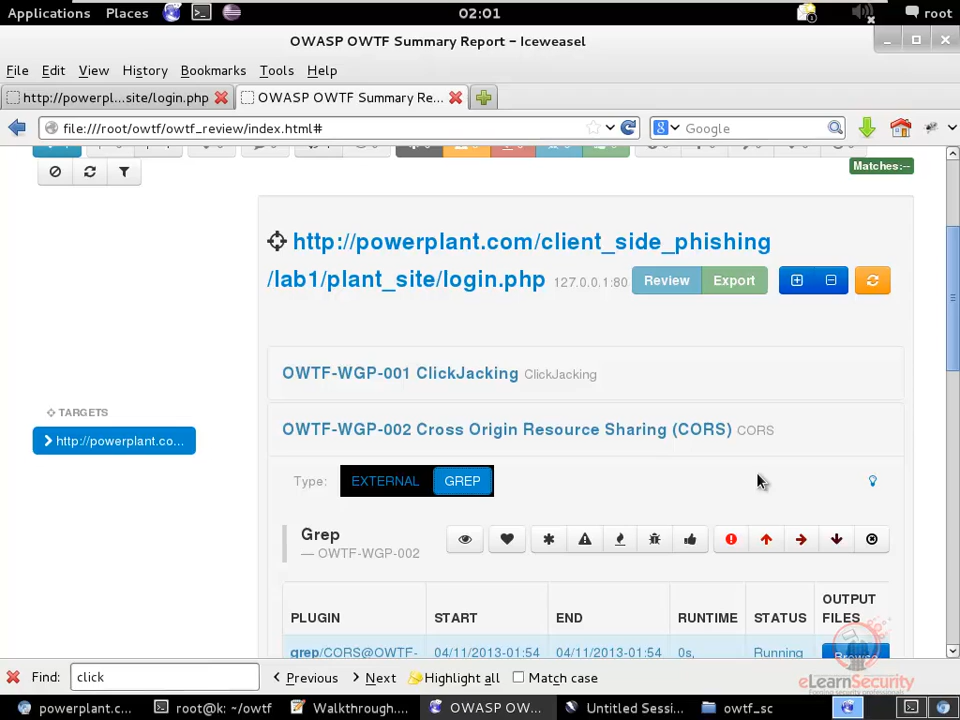 Applications Places 02:01 root
OWASP OWTF Summary Report - Iceweasel
File Edit View History Bookmarks Tools Help
http://powerpl...site/login.php OWASP OWTF Summary Re...
file:///root/owtf/owtf_review/index.html# Google
Matches:--
http://powerplant.com/client_side_phishing
/lab1/plant_site/login.php 127.0.0.1:80 Review Export
OWTF-WGP-001 ClickJacking ClickJacking
TARGETS
OWTF-WGP-002 Cross Origin Resource Sharing (CORS) CORS
http://powerplant.co...
Type: EXTERNAL GREP
Grep
— OWTF-WGP-002
PLUGIN START END RUNTIME STATUS OUTPUT FILES
grep/CORS@OWTF- 04/11/2013-01:54 04/11/2013-01:54 0s, Running Browse
eLearnSecurity
Forging security professionals
Find: click Previous Next Highlight all Match case
powerplant.c... root@k: ~/owtf Walkthrough.... OWASP OW... Untitled Sessi... owtf_sc